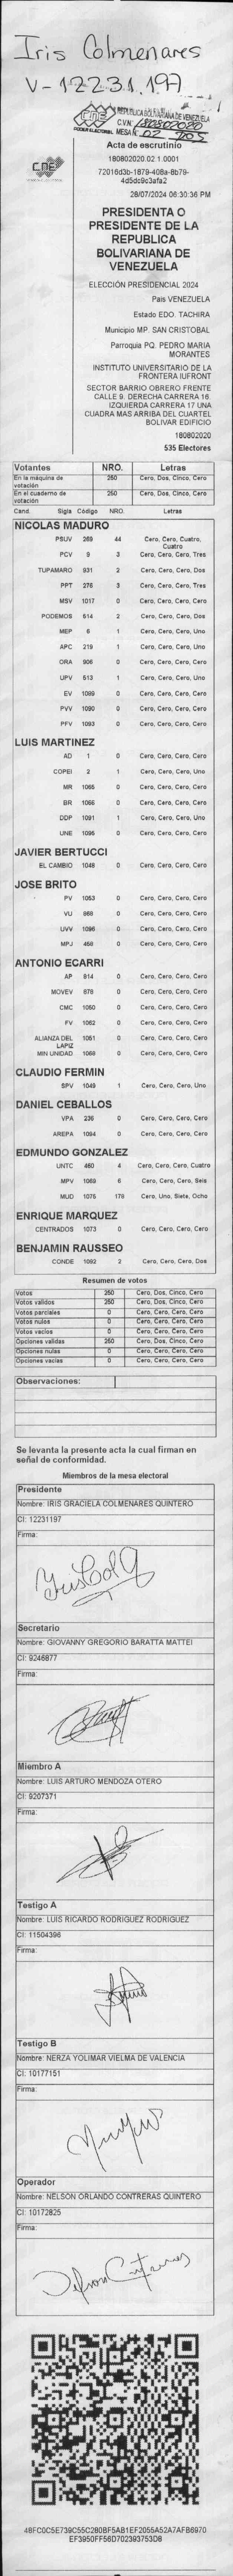 Iris Colmenares
V-12231.197
CNE
REPUBLICA BOLIVARIANA DE VENEZUELA
PODER ELECTORAL
C.V.N. 180802020
MESA N° 02
CNE
Acta de escrutinio
180802020.02.1.0001
72016d3b-1879-408a-8b79-
4d5dc9c3afa2
28/07/2024 06:30:36 PM
PRESIDENTA O
PRESIDENTE DE LA
REPUBLICA
BOLIVARIANA DE
VENEZUELA
ELECCIÓN PRESIDENCIAL 2024
Pais VENEZUELA
Estado EDO. TACHIRA
Municipio MP. SAN CRISTOBAL
Parroquia PQ. PEDRO MARIA
MORANTES
INSTITUTO UNIVERSITARIO DE LA
FRONTERA IUFRONT
SECTOR BARRIO OBRERO FRENTE
CALLE 9. DERECHA CARRERA 16.
IZQUIERDA CARRERA 17 UNA
CUADRA MAS ARRIBA DEL CUARTEL
BOLIVAR EDIFICIO
180802020
535 Electores
Votantes NRO. Letras
En la máquina de votación 250 Cero, Dos, Cinco, Cero
En el cuaderno de votación 250 Cero, Dos, Cinco, Cero
Cand. Sigla Código NRO. Letras
NICOLAS MADURO
PSUV 269 44 Cero, Cero, Cuatro, Cuatro
PCV 9 3 Cero, Cero, Cero, Tres
TUPAMARO 931 2 Cero, Cero, Cero, Dos
PPT 276 3 Cero, Cero, Cero, Tres
MSV 1017 0 Cero, Cero, Cero, Cero
PODEMOS 514 2 Cero, Cero, Cero, Dos
MEP 6 1 Cero, Cero, Cero, Uno
APC 219 1 Cero, Cero, Cero, Uno
ORA 906 0 Cero, Cero, Cero, Cero
UPV 513 1 Cero, Cero, Cero, Uno
EV 1089 0 Cero, Cero, Cero, Cero
PVV 1090 0 Cero, Cero, Cero, Cero
PFV 1093 0 Cero, Cero, Cero, Cero
LUIS MARTINEZ
AD 1 0 Cero, Cero, Cero, Cero
COPEI 2 1 Cero, Cero, Cero, Uno
MR 1065 0 Cero, Cero, Cero, Cero
BR 1066 0 Cero, Cero, Cero, Cero
DDP 1091 1 Cero, Cero, Cero, Uno
UNE 1096 0 Cero, Cero, Cero, Cero
JAVIER BERTUCCI
EL CAMBIO 1048 0 Cero, Cero, Cero, Cero
JOSE BRITO
PV 1053 0 Cero, Cero, Cero, Cero
VU 868 0 Cero, Cero, Cero, Cero
UVV 0 Cero, Cero, Cero, Cero
MPJ 458 0 Cero, Cero, Cero, Cero
ANTONIO ECARRI
AP 814 0 Cero, Cero, Cero, Cero
MOVEV 876 0 Cero, Cero, Cero, Cero
CMC 1050 0 Cero, Cero, Cero, Cero
FV 1062 0 Cero, Cero, Cero, Cero
ALIANZA DEL LAPIZ 1051 0 Cero, Cero, Cero, Cero
MIN UNIDAD 1069 0 Cero, Cero, Cero, Cero
CLAUDIO FERMIN
SPV 1049 1 Cero, Cero, Cero, Uno
DANIEL CEBALLOS
VPA 236 0 Cero, Cero, Cero, Cero
AREPA 1094 0 Cero, Cero, Cero, Cero
EDMUNDO GONZALEZ
UNTC 460 4 Cero, Cero, Cero, Cuatro
MPV 6 Cero, Cero, Cero, Seis
MUD 1075 178 Cero, Uno, Siete, Ocho
ENRIQUE MARQUEZ
CENTRADOS 1073 0 Cero, Cero, Cero, Cero
BENJAMIN RAUSSEO
CONDE 1092 2 Cero, Cero, Cero, Dos
Resumen de votos
Votos 250 Cero, Dos, Cinco, Cero
Votos validos 250 Cero, Dos, Cinco, Cero
Votos parciales 0 Cero, Cero, Cero, Cero
Votos nulos 0 Cero, Cero, Cero, Cero
Votos vacios 0 Cero, Cero, Cero, Cero
Opciones validas 250 Cero, Dos, Cinco, Cero
Opciones nulas 0 Cero, Cero, Cero, Cero
Opciones vacias 0 Cero, Cero, Cero, Cero
Observaciones:
Se levanta la presente acta la cual firman en
señal de conformidad.
Miembros de la mesa electoral
Presidente
Nombre: IRIS GRACIELA COLMENARES QUINTERO
CI: 12231197
Firma:
Secretario
Nombre: GIOVANNY GREGORIO BARATTA MATTEI
CI: 9246877
Firma:
Miembro A
Nombre: LUIS ARTURO MENDOZA OTERO
CI: 9207371
Firma:
Testigo A
Nombre: LUIS RICARDO RODRIGUEZ RODRIGUEZ
CI: 11504396
Firma:
Testigo B
Nombre: NERZA YOLIMAR VIELMA DE VALENCIA
CI: 10177151
Firma:
Operador
Nombre: NELSON ORLANDO CONTRERAS QUINTERO
CI: 10172825
Firma:
48FC0C5E739C55C280BF5AB1EF2055A52A7AFB6970
EF3950FF56D702393753D8